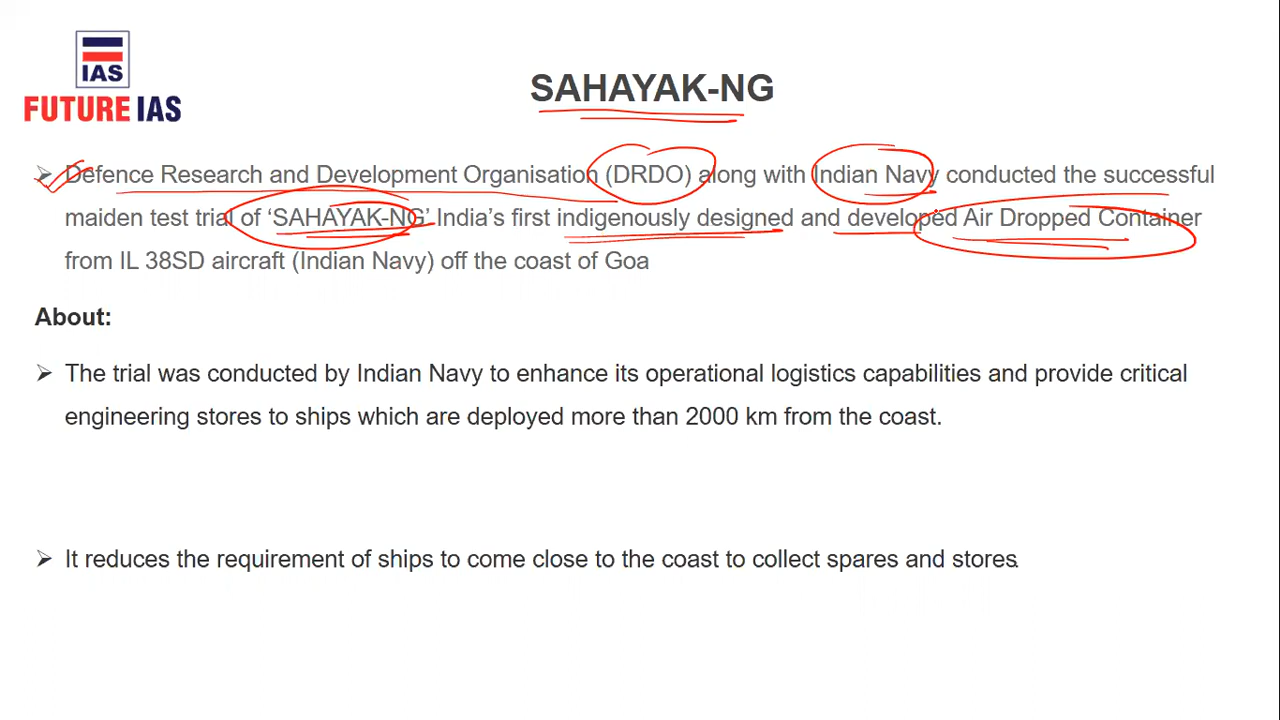 IAS
FUTURE IAS
SAHAYAK-NG
➢ Defence Research and Development Organisation (DRDO) along with Indian Navy conducted the successful
maiden test trial of ‘SAHAYAK-NG’ India’s first indigenously designed and developed Air Dropped Container
from IL 38SD aircraft (Indian Navy) off the coast of Goa
About:
➢ The trial was conducted by Indian Navy to enhance its operational logistics capabilities and provide critical
engineering stores to ships which are deployed more than 2000 km from the coast.
➢ It reduces the requirement of ships to come close to the coast to collect spares and stores.